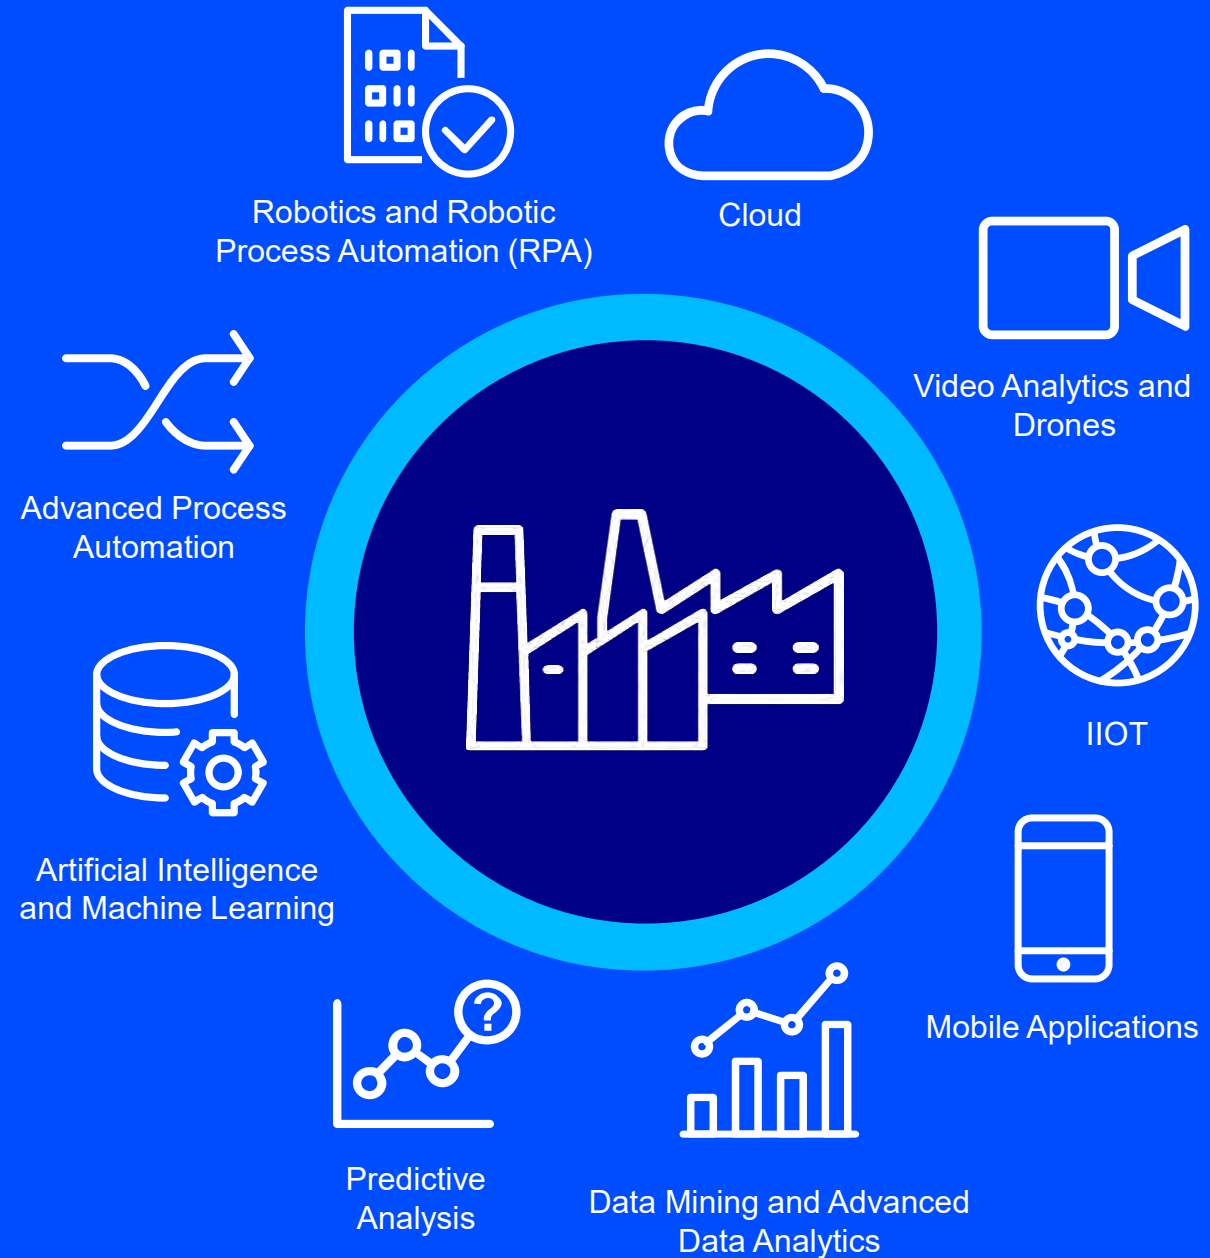 Robotics and Robotic
Process Automation (RPA)
Cloud
Video Analytics and
Drones
Advanced Process
Automation
IIOT
Artificial Intelligence
and Machine Learning
Mobile Applications
?
Predictive
Analysis
Data Mining and Advanced
Data Analytics